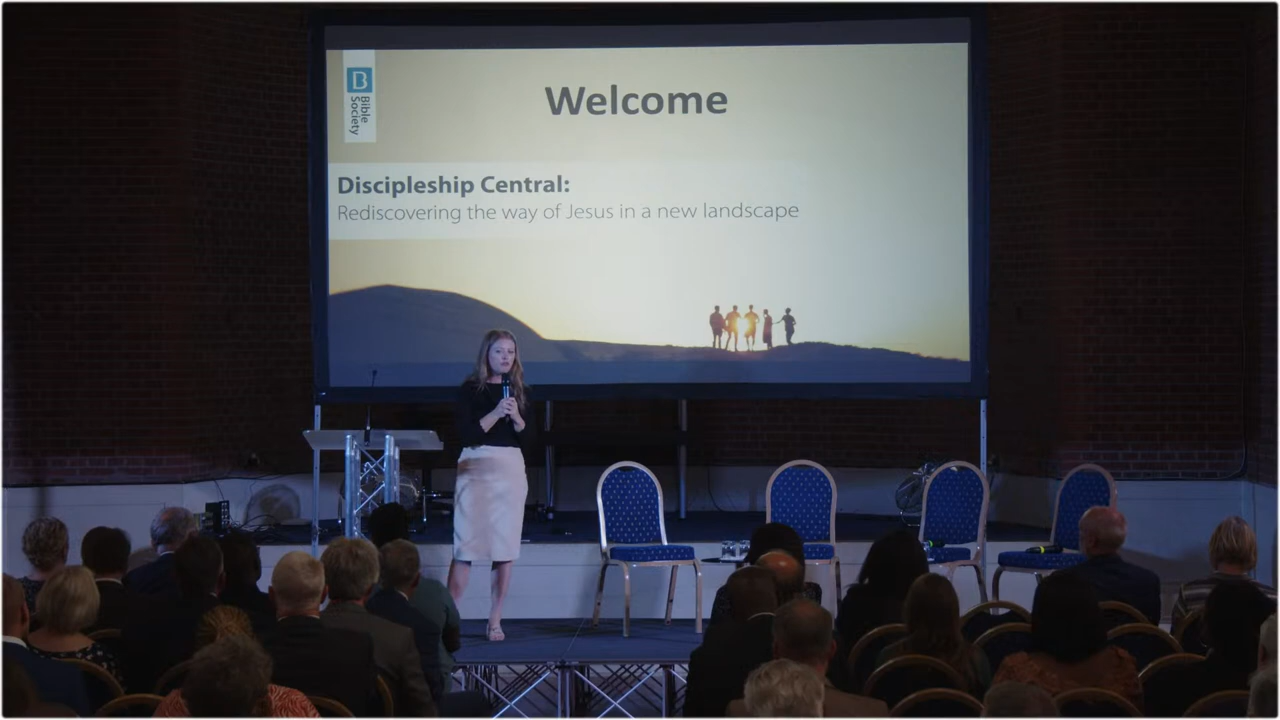 B
Bible
Society
Welcome
Discipleship Central:
Rediscovering the way of Jesus in a new landscape